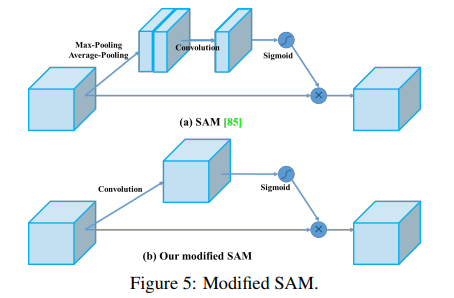 Max-Pooling
Average-Pooling
Convolution
Sigmoid
×
(a) SAM [85]
Convolution
Sigmoid
×
(b) Our modified SAM
Figure 5: Modified SAM.